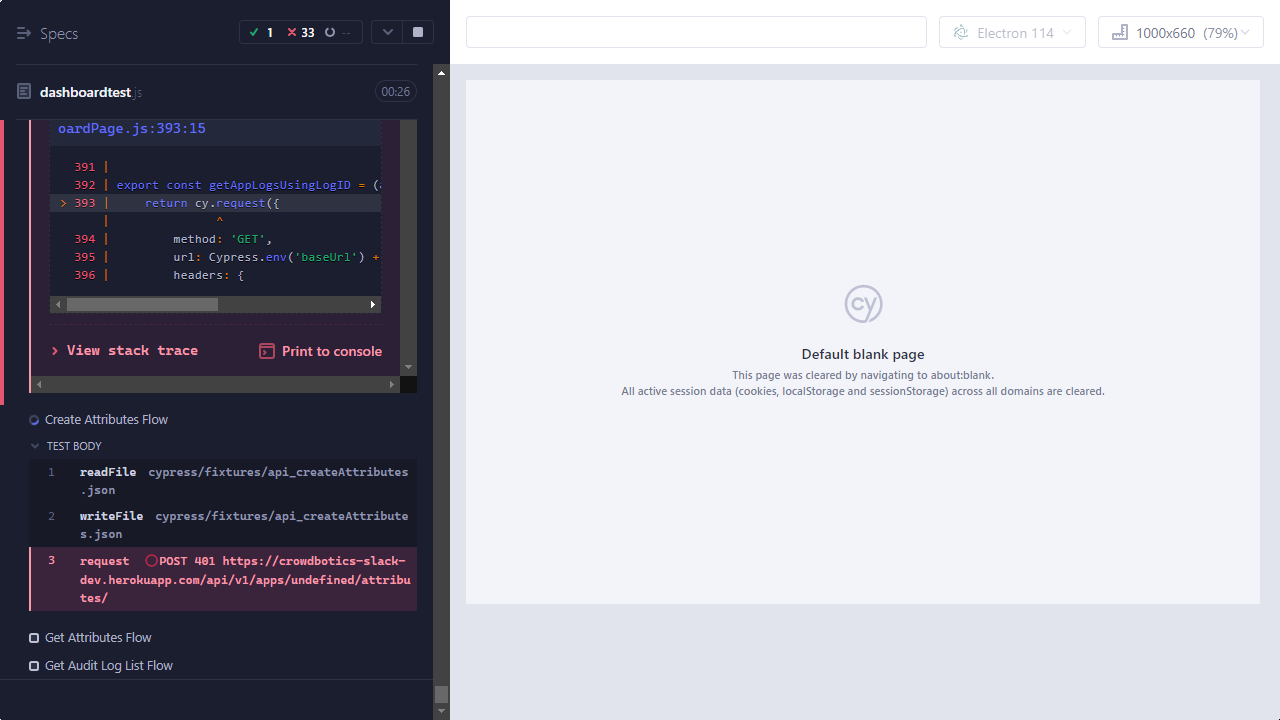 Specs
1 33 --
dashboardtest.js
00:26
oardPage.js:393:15
391 |
392 | export const getAppLogsUsingLogID = (a
> 393 | return cy.request({
| ^
394 | method: 'GET',
395 | url: Cypress.env('baseUrl') +
396 | headers: {
View stack trace
Print to console
Create Attributes Flow
TEST BODY
1 readFile cypress/fixtures/api_createAttributes
.json
2 writeFile cypress/fixtures/api_createAttribute
s.json
3 request POST 401 https://crowdbotics-slack-
dev.herokuapp.com/api/v1/apps/undefined/attribu
tes/
Get Attributes Flow
Get Audit Log List Flow
Electron 114
1000x660 (79%)
cy
Default blank page
This page was cleared by navigating to about:blank.
All active session data (cookies, localStorage and sessionStorage) across all domains are cleared.